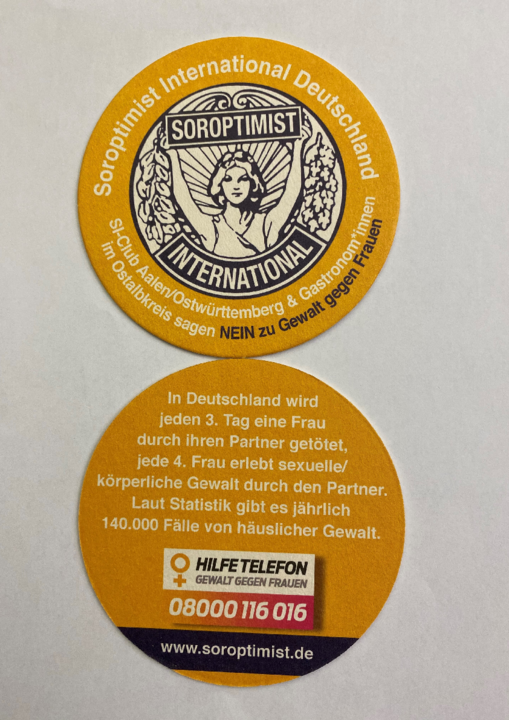 Soroptimist International Deutschland
SOROPTIMIST
INTERNATIONAL
SI-Club Aalen/Ostwürttemberg & Gastronom*innen
im Ostalbkreis sagen NEIN zu Gewalt gegen Frauen
In Deutschland wird
jeden 3. Tag eine Frau
durch ihren Partner getötet,
jede 4. Frau erlebt sexuelle/
körperliche Gewalt durch den Partner.
Laut Statistik gibt es jährlich
140.000 Fälle von häuslicher Gewalt.
HILFETELEFON
GEWALT GEGEN FRAUEN
08000 116 016
www.soroptimist.de